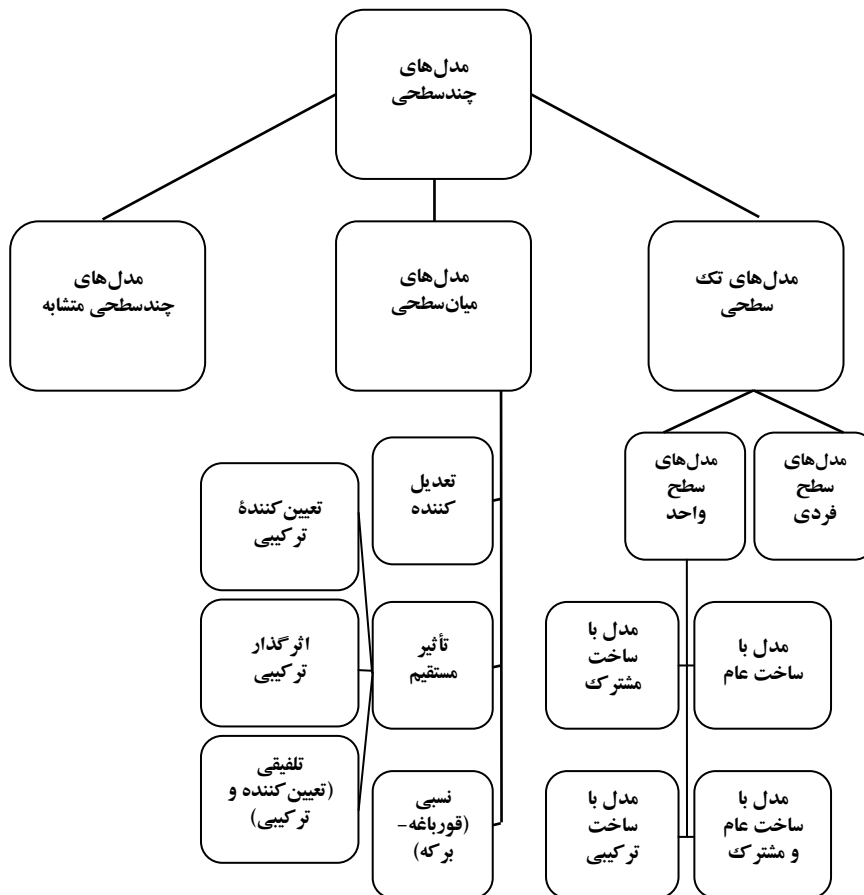 مدل‌های
چندسطحی
مدل‌های تک
سطحی
مدل‌های
میان‌سطحی
مدل‌های
چندسطحی متشابه
مدل‌های
سطح
فردی
مدل‌های
سطح
واحد
مدل با
ساخت عام
مدل با
ساخت
مشترک
مدل با
ساخت عام
و مشترک
مدل با
ساخت
ترکیبی
تعدیل
کننده
تأثیر
مستقیم
نسبی
(قورباغه-
برکه)
تعیین‌کنندۀ
ترکیبی
اثرگذار
ترکیبی
تلفیقی
(تعیین‌کننده و
ترکیبی)